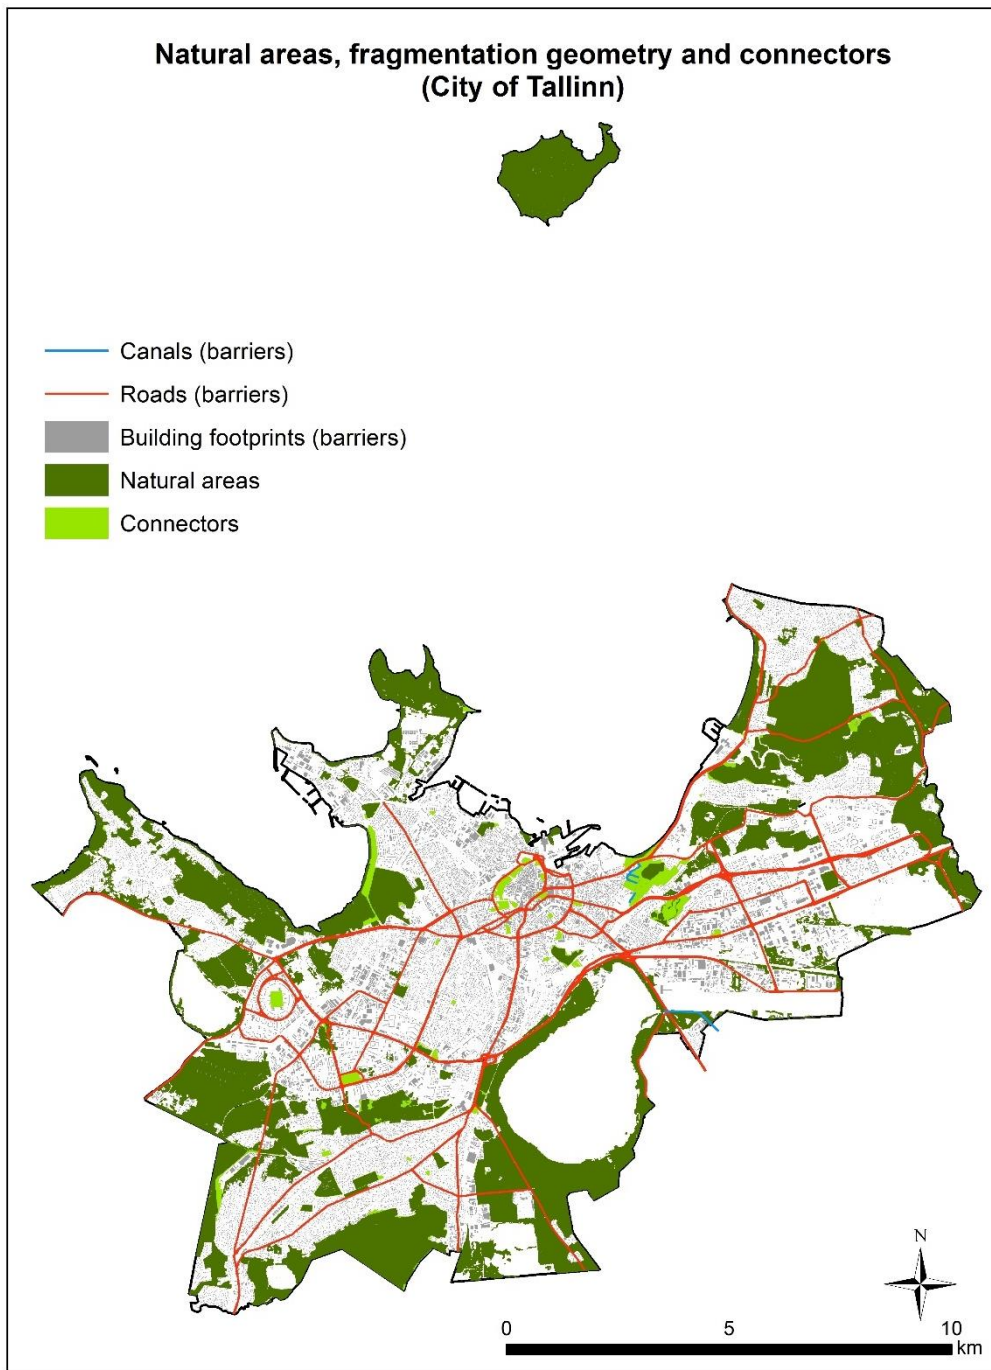 Natural areas, fragmentation geometry and connectors
(City of Tallinn)
Canals (barriers)
Roads (barriers)
Building footprints (barriers)
Natural areas
Connectors
N
0 5 10
km